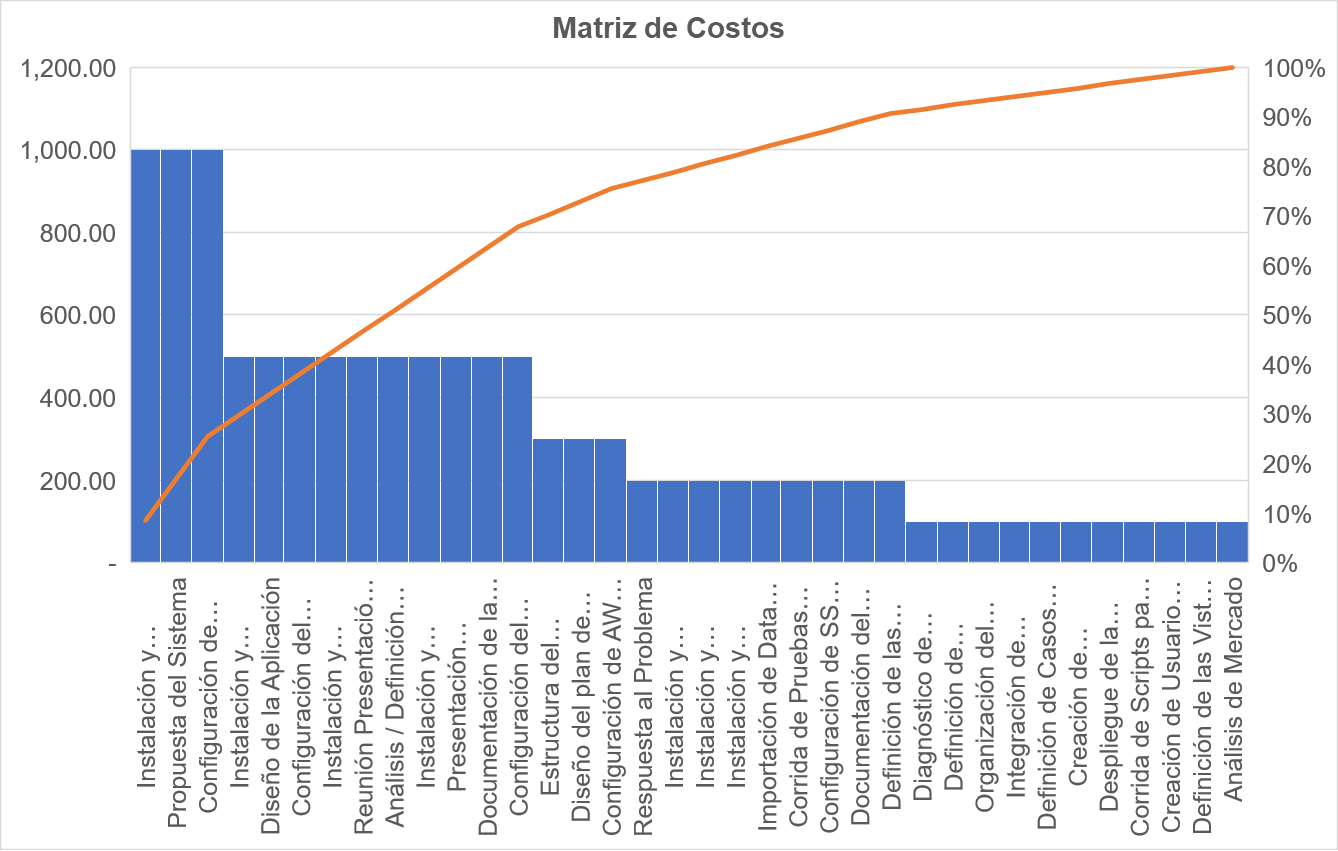 Matriz de Costos
1,200.00
1,000.00
800.00
600.00
400.00
200.00
-
100%
90%
80%
70%
60%
50%
40%
30%
20%
10%
0%
Instalación y…
Propuesta del Sistema
Configuración de…
Instalación y…
Diseño de la Aplicación
Configuración del…
Instalación y…
Reunión Presentació…
Análisis / Definición…
Instalación y…
Presentación…
Documentacion de la…
Configuración del…
Estructura del…
Diseño del plan de…
Configuración de AW…
Respuesta al Problema
Instalación y…
Instalación y…
Instalación y…
Importación de Data…
Corrida de Pruebas…
Configuración de SS…
Documentación del…
Definición de las…
Diagnóstico de…
Definición de…
Organización del…
Integración de…
Definición de Casos…
Creación de…
Despliegue de la…
Corrida de Scripts pa…
Creación de Usuario…
Definición de las Vist…
Análisis de Mercado